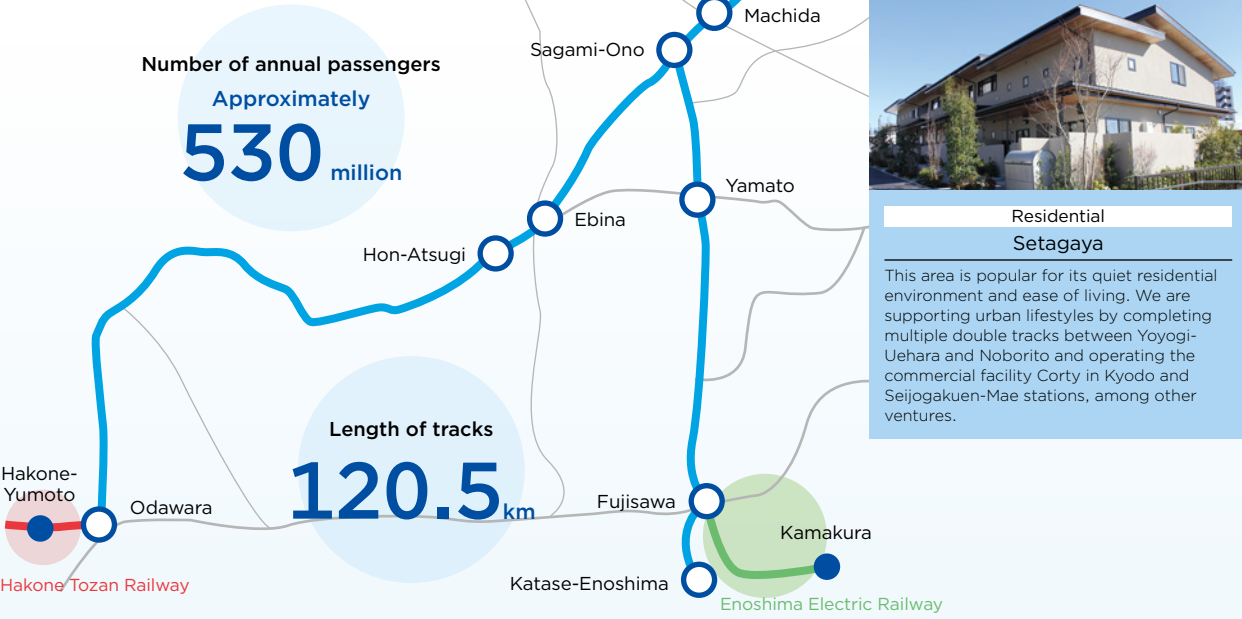 Machida
Sagami-Ono
Number of annual passengers
Approximately
530 million
Yamato
Ebina
Hon-Atsugi
Length of tracks
120.5 km
Hakone-
Yumoto
Odawara
Fujisawa
Kamakura
Katase-Enoshima
Hakone Tozan Railway
Enoshima Electric Railway
Residential
Setagaya
This area is popular for its quiet residential
environment and ease of living. We are
supporting urban lifestyles by completing
multiple double tracks between Yoyogi-
Uehara and Noborito and operating the
commercial facility Corty in Kyodo and
Seijogakuen-Mae stations, among other
ventures.